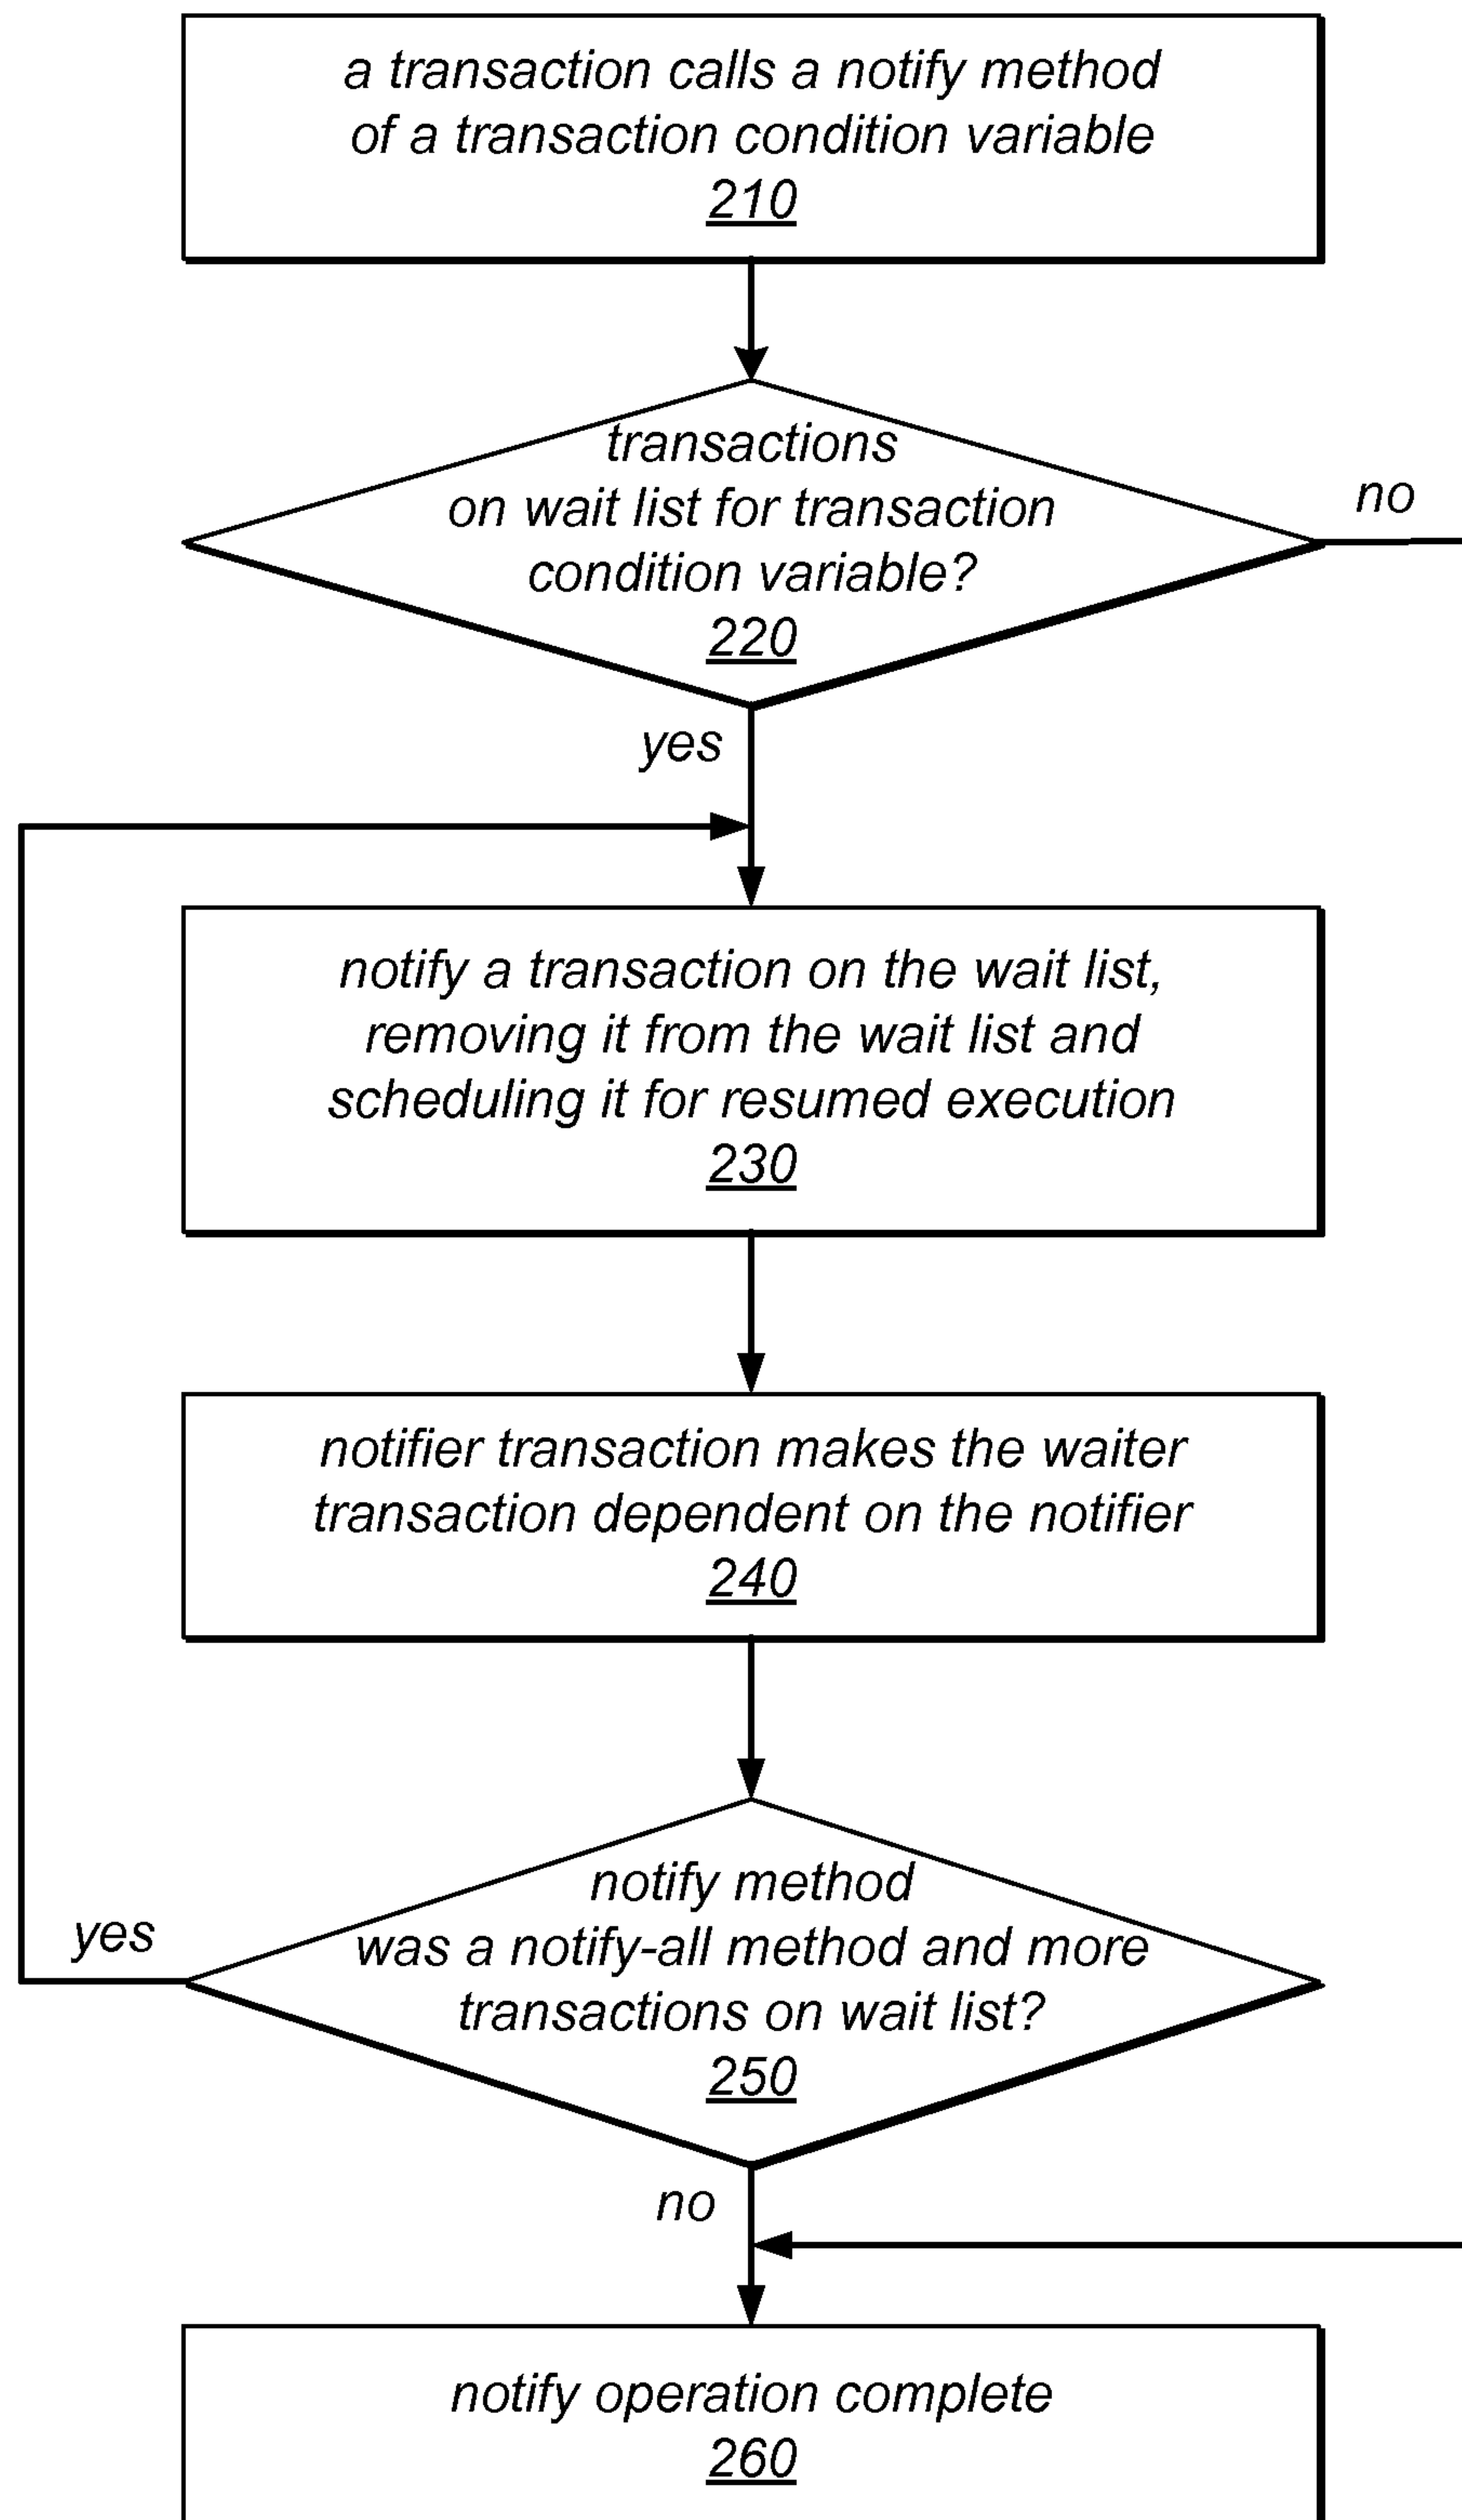 a transaction calls a notify method
of a transaction condition variable
210
transactions
on wait list for transaction
condition variable?
220
no
yes
notify a transaction on the wait list,
removing it from the wait list and
scheduling it for resumed execution
230
notifier transaction makes the waiter
transaction dependent on the notifier
240
notify method
was a notify-all method and more
transactions on wait list?
250
yes
no
notify operation complete
260